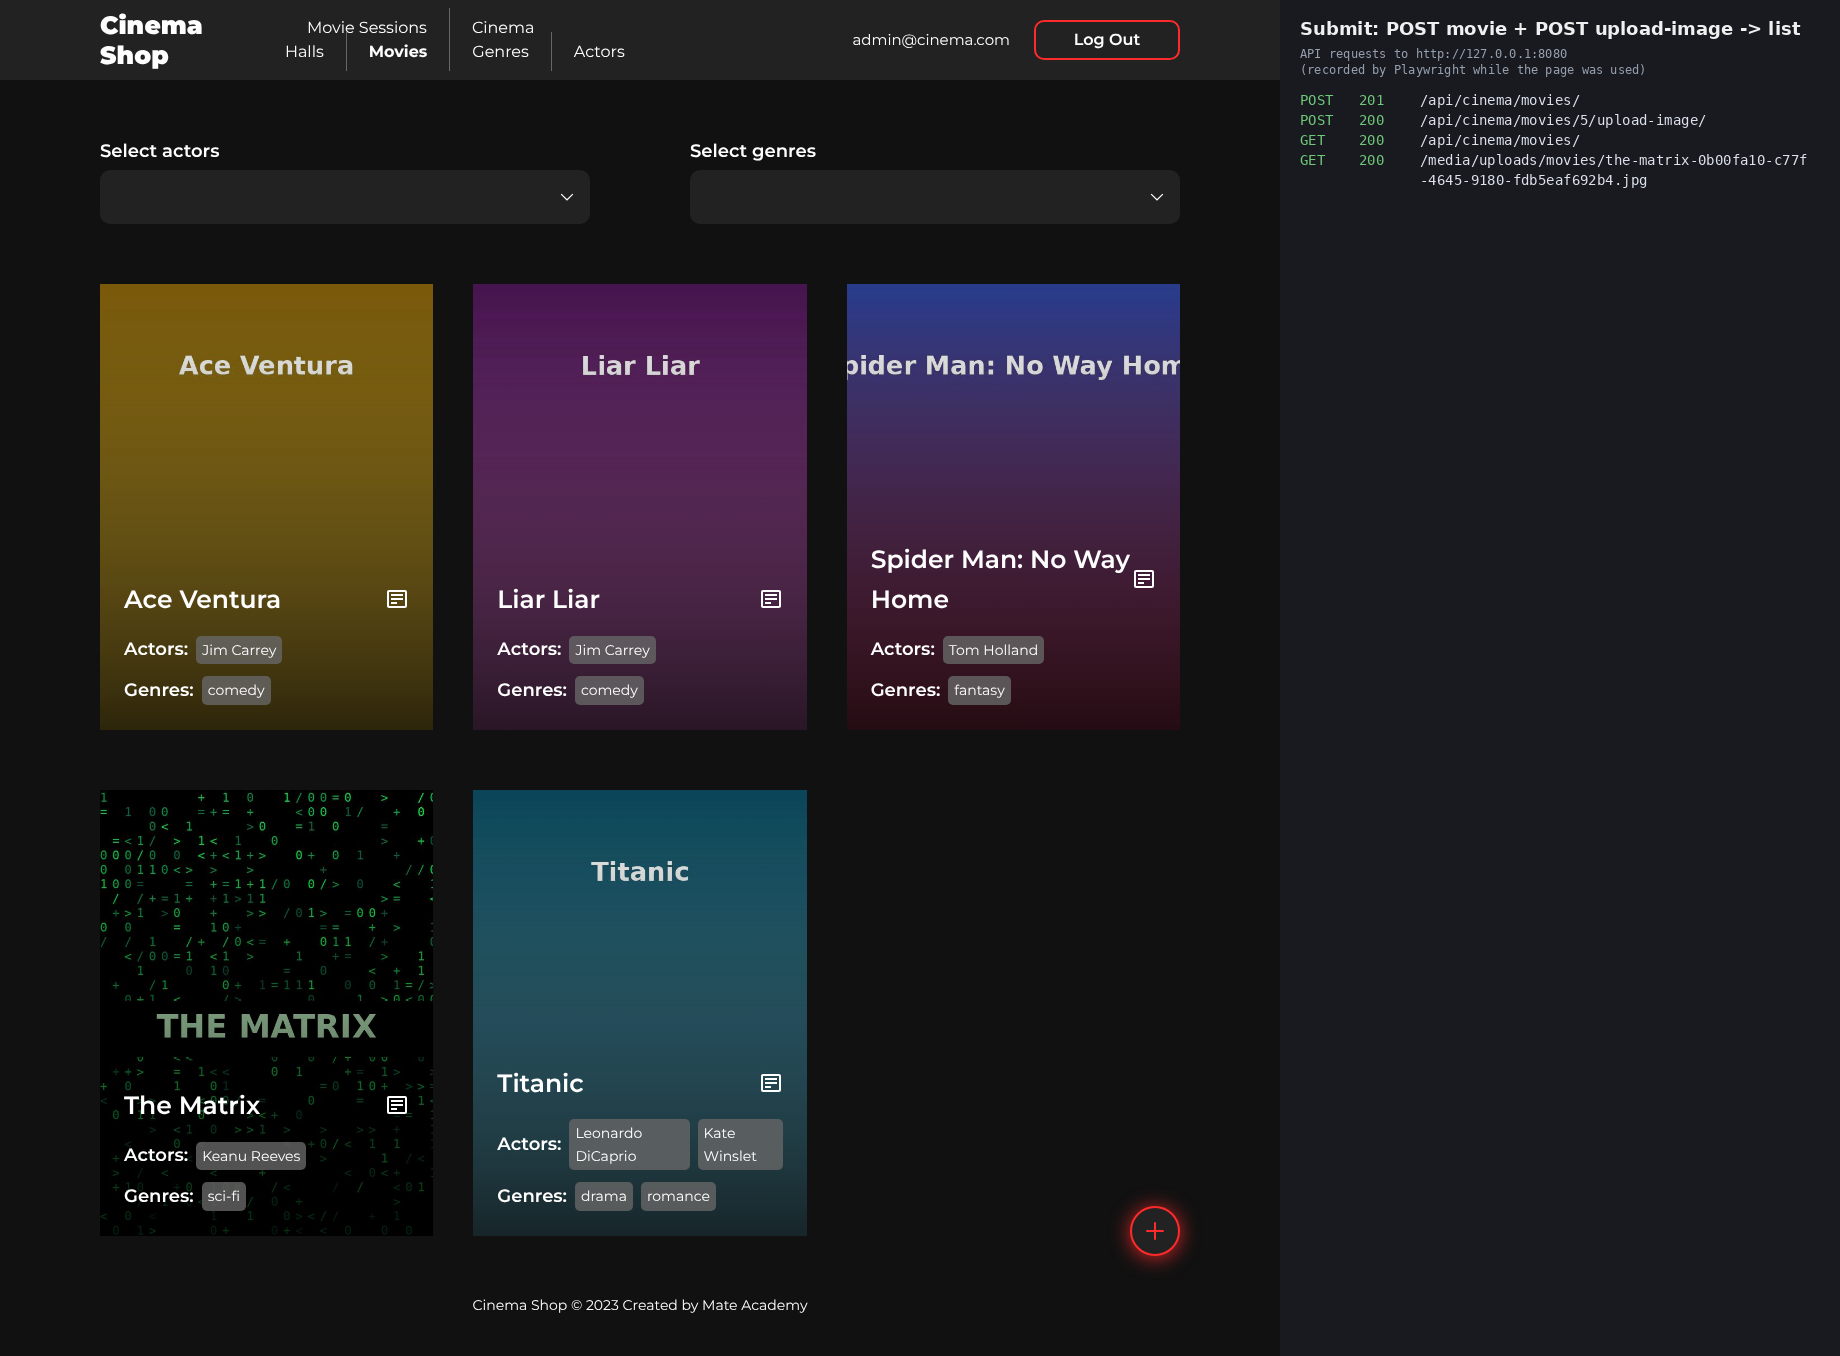 Cinema
Shop
Movie Sessions
Cinema
Halls
Movies
Genres
Actors
admin@cinema.com
Log Out
Select actors
Select genres
Ace Ventura
Ace Ventura
Actors: Jim Carrey
Genres: comedy
Liar Liar
Liar Liar
Actors: Jim Carrey
Genres: comedy
pider Man: No Way Hom
Spider Man: No Way
Home
Actors: Tom Holland
Genres: fantasy
THE MATRIX
The Matrix
Actors: Keanu Reeves
Genres: sci-fi
Titanic
Titanic
Actors: Leonardo DiCaprio Kate Winslet
Genres: drama romance
Cinema Shop © 2023 Created by Mate Academy
Submit: POST movie + POST upload-image -> list
API requests to http://127.0.0.1:8080
(recorded by Playwright while the page was used)
POST 201 /api/cinema/movies/
POST 200 /api/cinema/movies/5/upload-image/
GET 200 /api/cinema/movies/
GET 200 /media/uploads/movies/the-matrix-0b00fa10-c77f
-4645-9180-fdb5eaf692b4.jpg